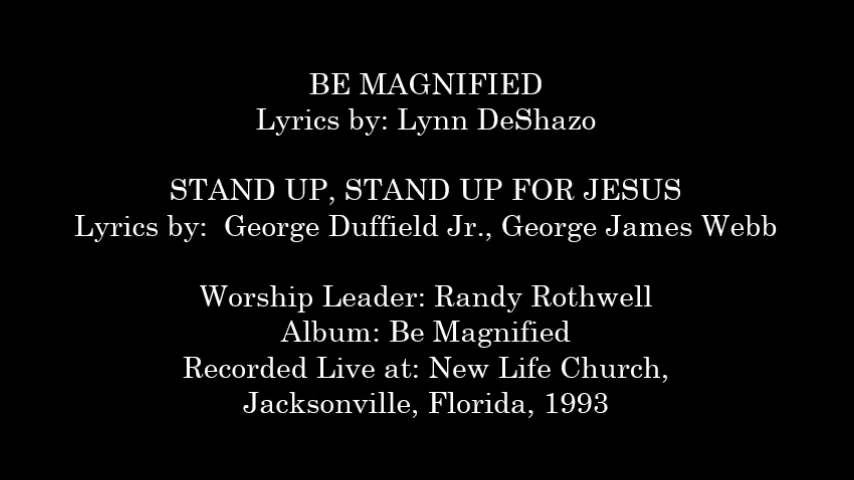 BE MAGNIFIED
Lyrics by: Lynn DeShazo
STAND UP, STAND UP FOR JESUS
Lyrics by:  George Duffield Jr., George James Webb
Worship Leader: Randy Rothwell
Album: Be Magnified
Recorded Live at: New Life Church,
Jacksonville, Florida, 1993